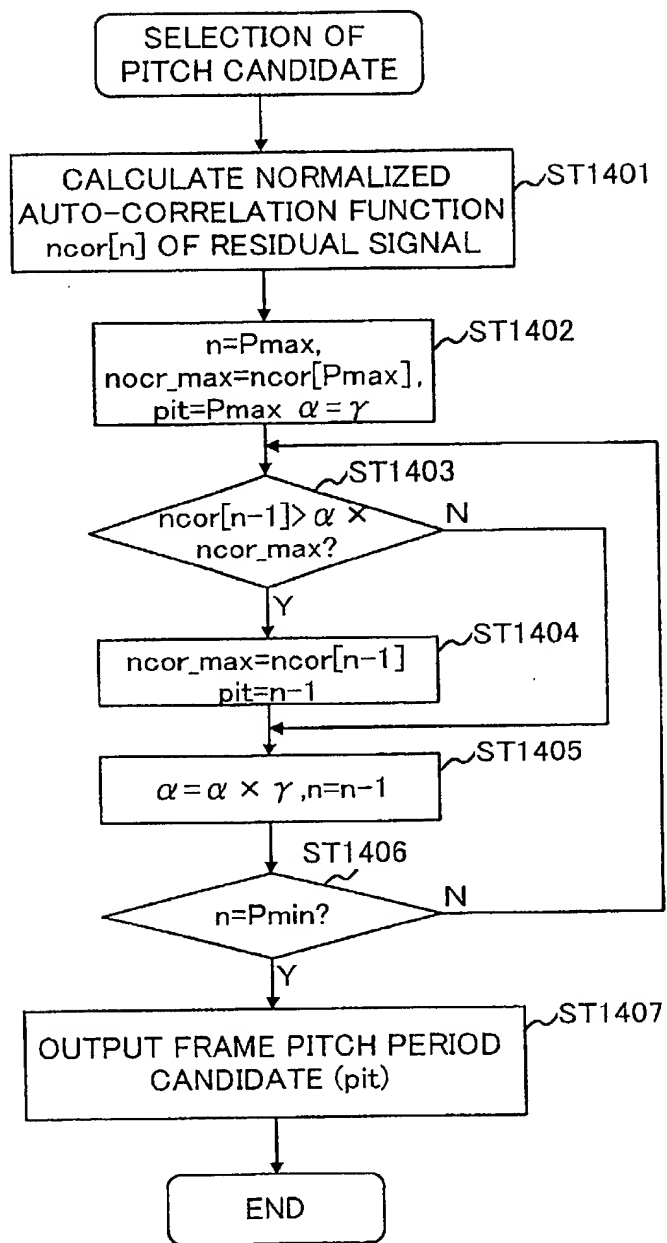 SELECTION OF
PITCH CANDIDATE
CALCULATE NORMALIZED
AUTO-CORRELATION FUNCTION
ncor[n] OF RESIDUAL SIGNAL
ST1401
n=Pmax,
nocr_max=ncor[Pmax],
pit=Pmax α=γ
ST1402
ST1403
ncor[n-1]>α×
ncor_max?
N
Y
ST1404
ncor_max=ncor[n-1]
pit=n-1
ST1405
α=α×γ,n=n-1
ST1406
n=Pmin?
N
Y
ST1407
OUTPUT FRAME PITCH PERIOD
CANDIDATE (pit)
END